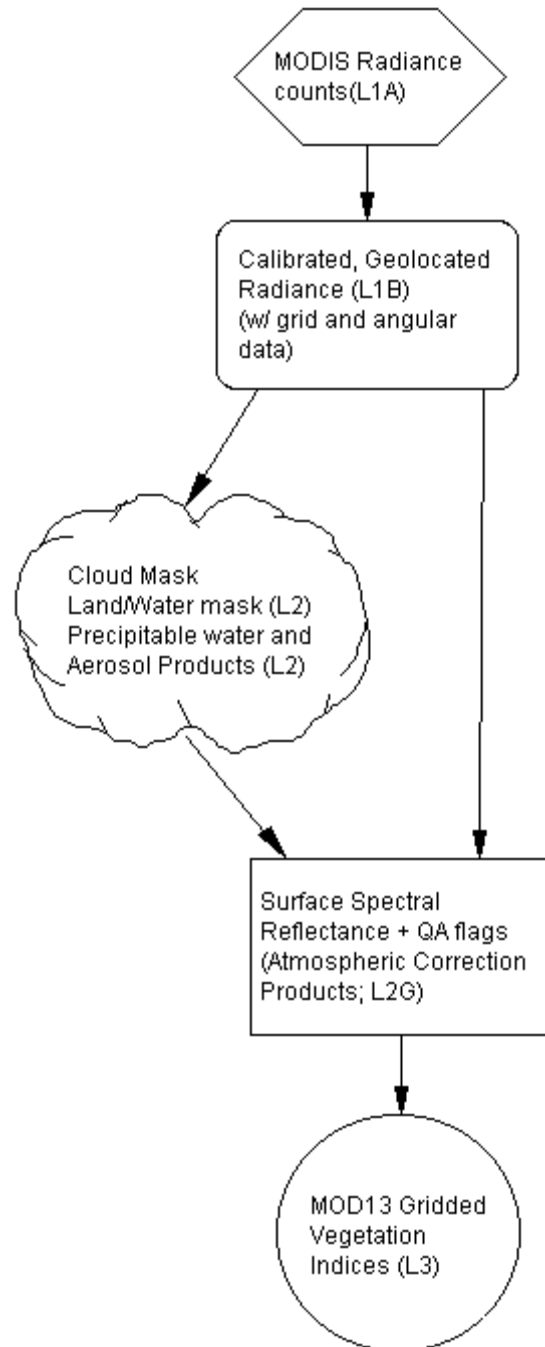 MODIS Radiance
counts(L1A)
Calibrated, Geolocated
Radiance (L1B)
(w/ grid and angular
data)
Cloud Mask
Land/Water mask (L2)
Precipitable water and
Aerosol Products (L2)
Surface Spectral
Reflectance + QA flags
(Atmospheric Correction
Products; L2G)
MOD13 Gridded
Vegetation
Indices (L3)